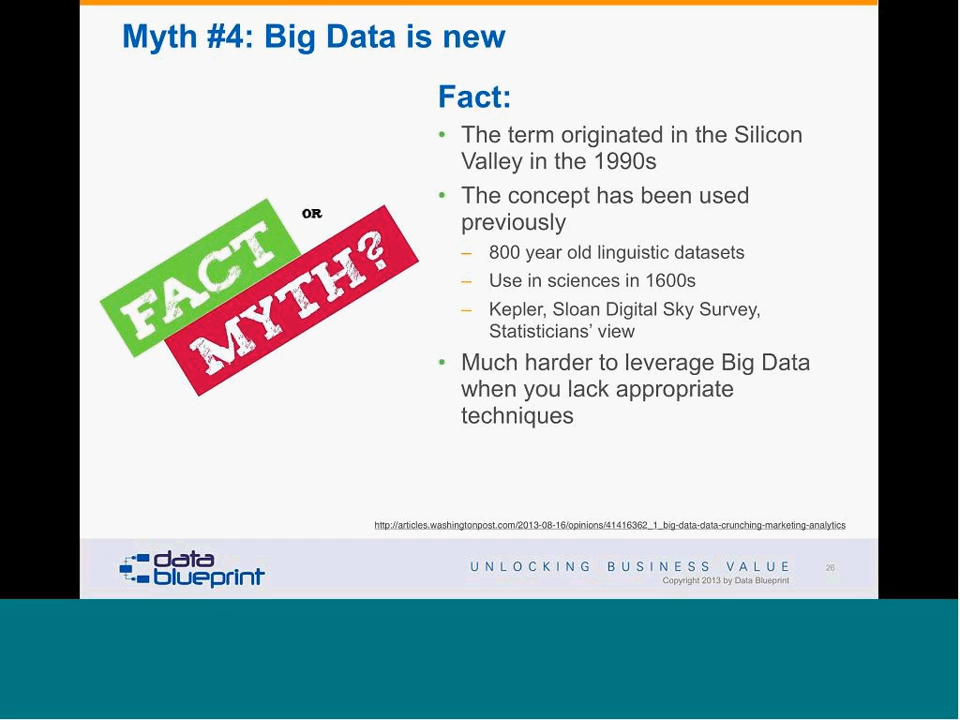 Myth #4: Big Data is new
FACT
OR
MYTH?
Fact:
• The term originated in the Silicon
Valley in the 1990s
• The concept has been used
previously
– 800 year old linguistic datasets
– Use in sciences in 1600s
– Kepler, Sloan Digital Sky Survey,
Statisticians’ view
• Much harder to leverage Big Data
when you lack appropriate
techniques
http://articles.washingtonpost.com/2013-08-16/opinions/41416362_1_big-data-data-crunching-marketing-analytics
data
blueprint
UNLOCKING BUSINESS VALUE
Copyright 2013 by Data Blueprint
26